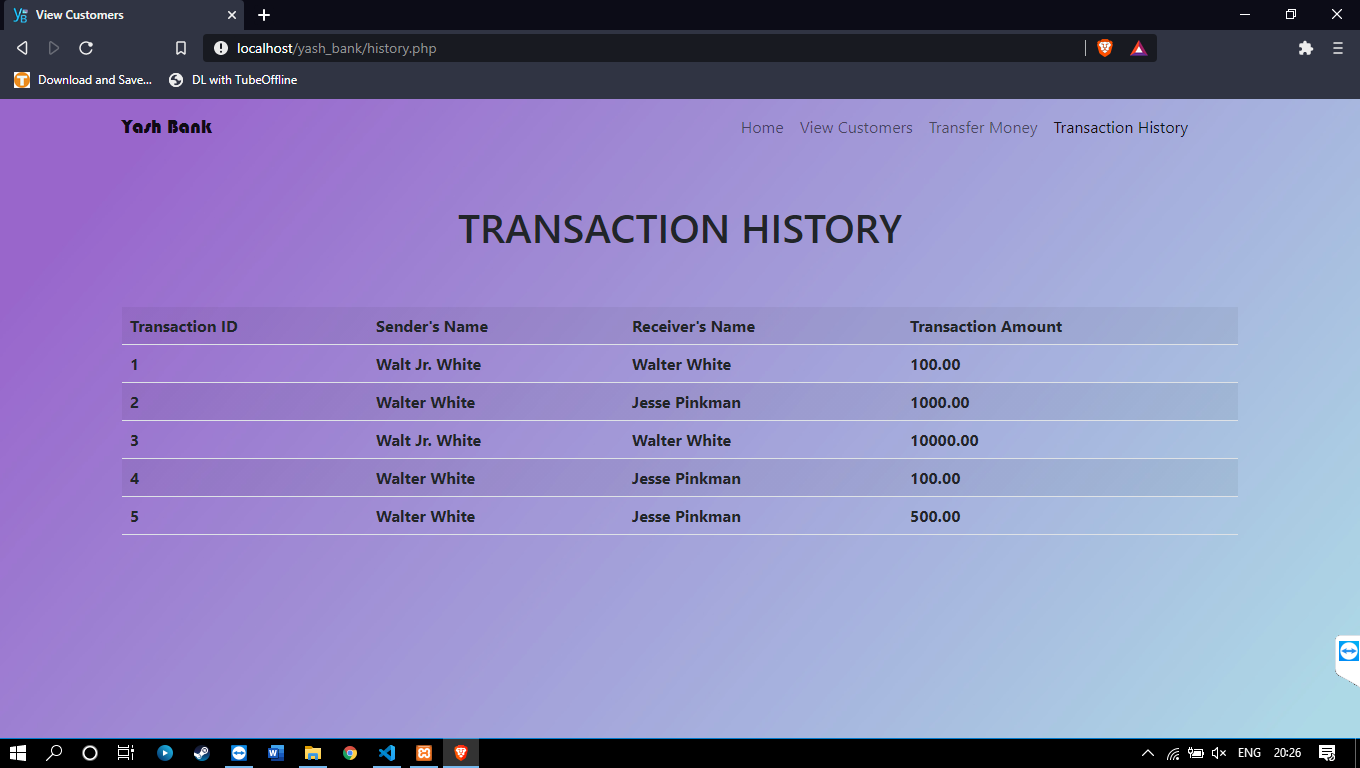 View Customers
localhost/yash_bank/history.php
Download and Save... DL with TubeOffline
Yash Bank Home View Customers Transfer Money Transaction History
TRANSACTION HISTORY
Transaction ID Sender's Name Receiver's Name Transaction Amount
1 Walt Jr. White Walter White 100.00
2 Walter White Jesse Pinkman 1000.00
3 Walt Jr. White Walter White 10000.00
4 Walter White Jesse Pinkman 100.00
5 Walter White Jesse Pinkman 500.00
ENG 20:26